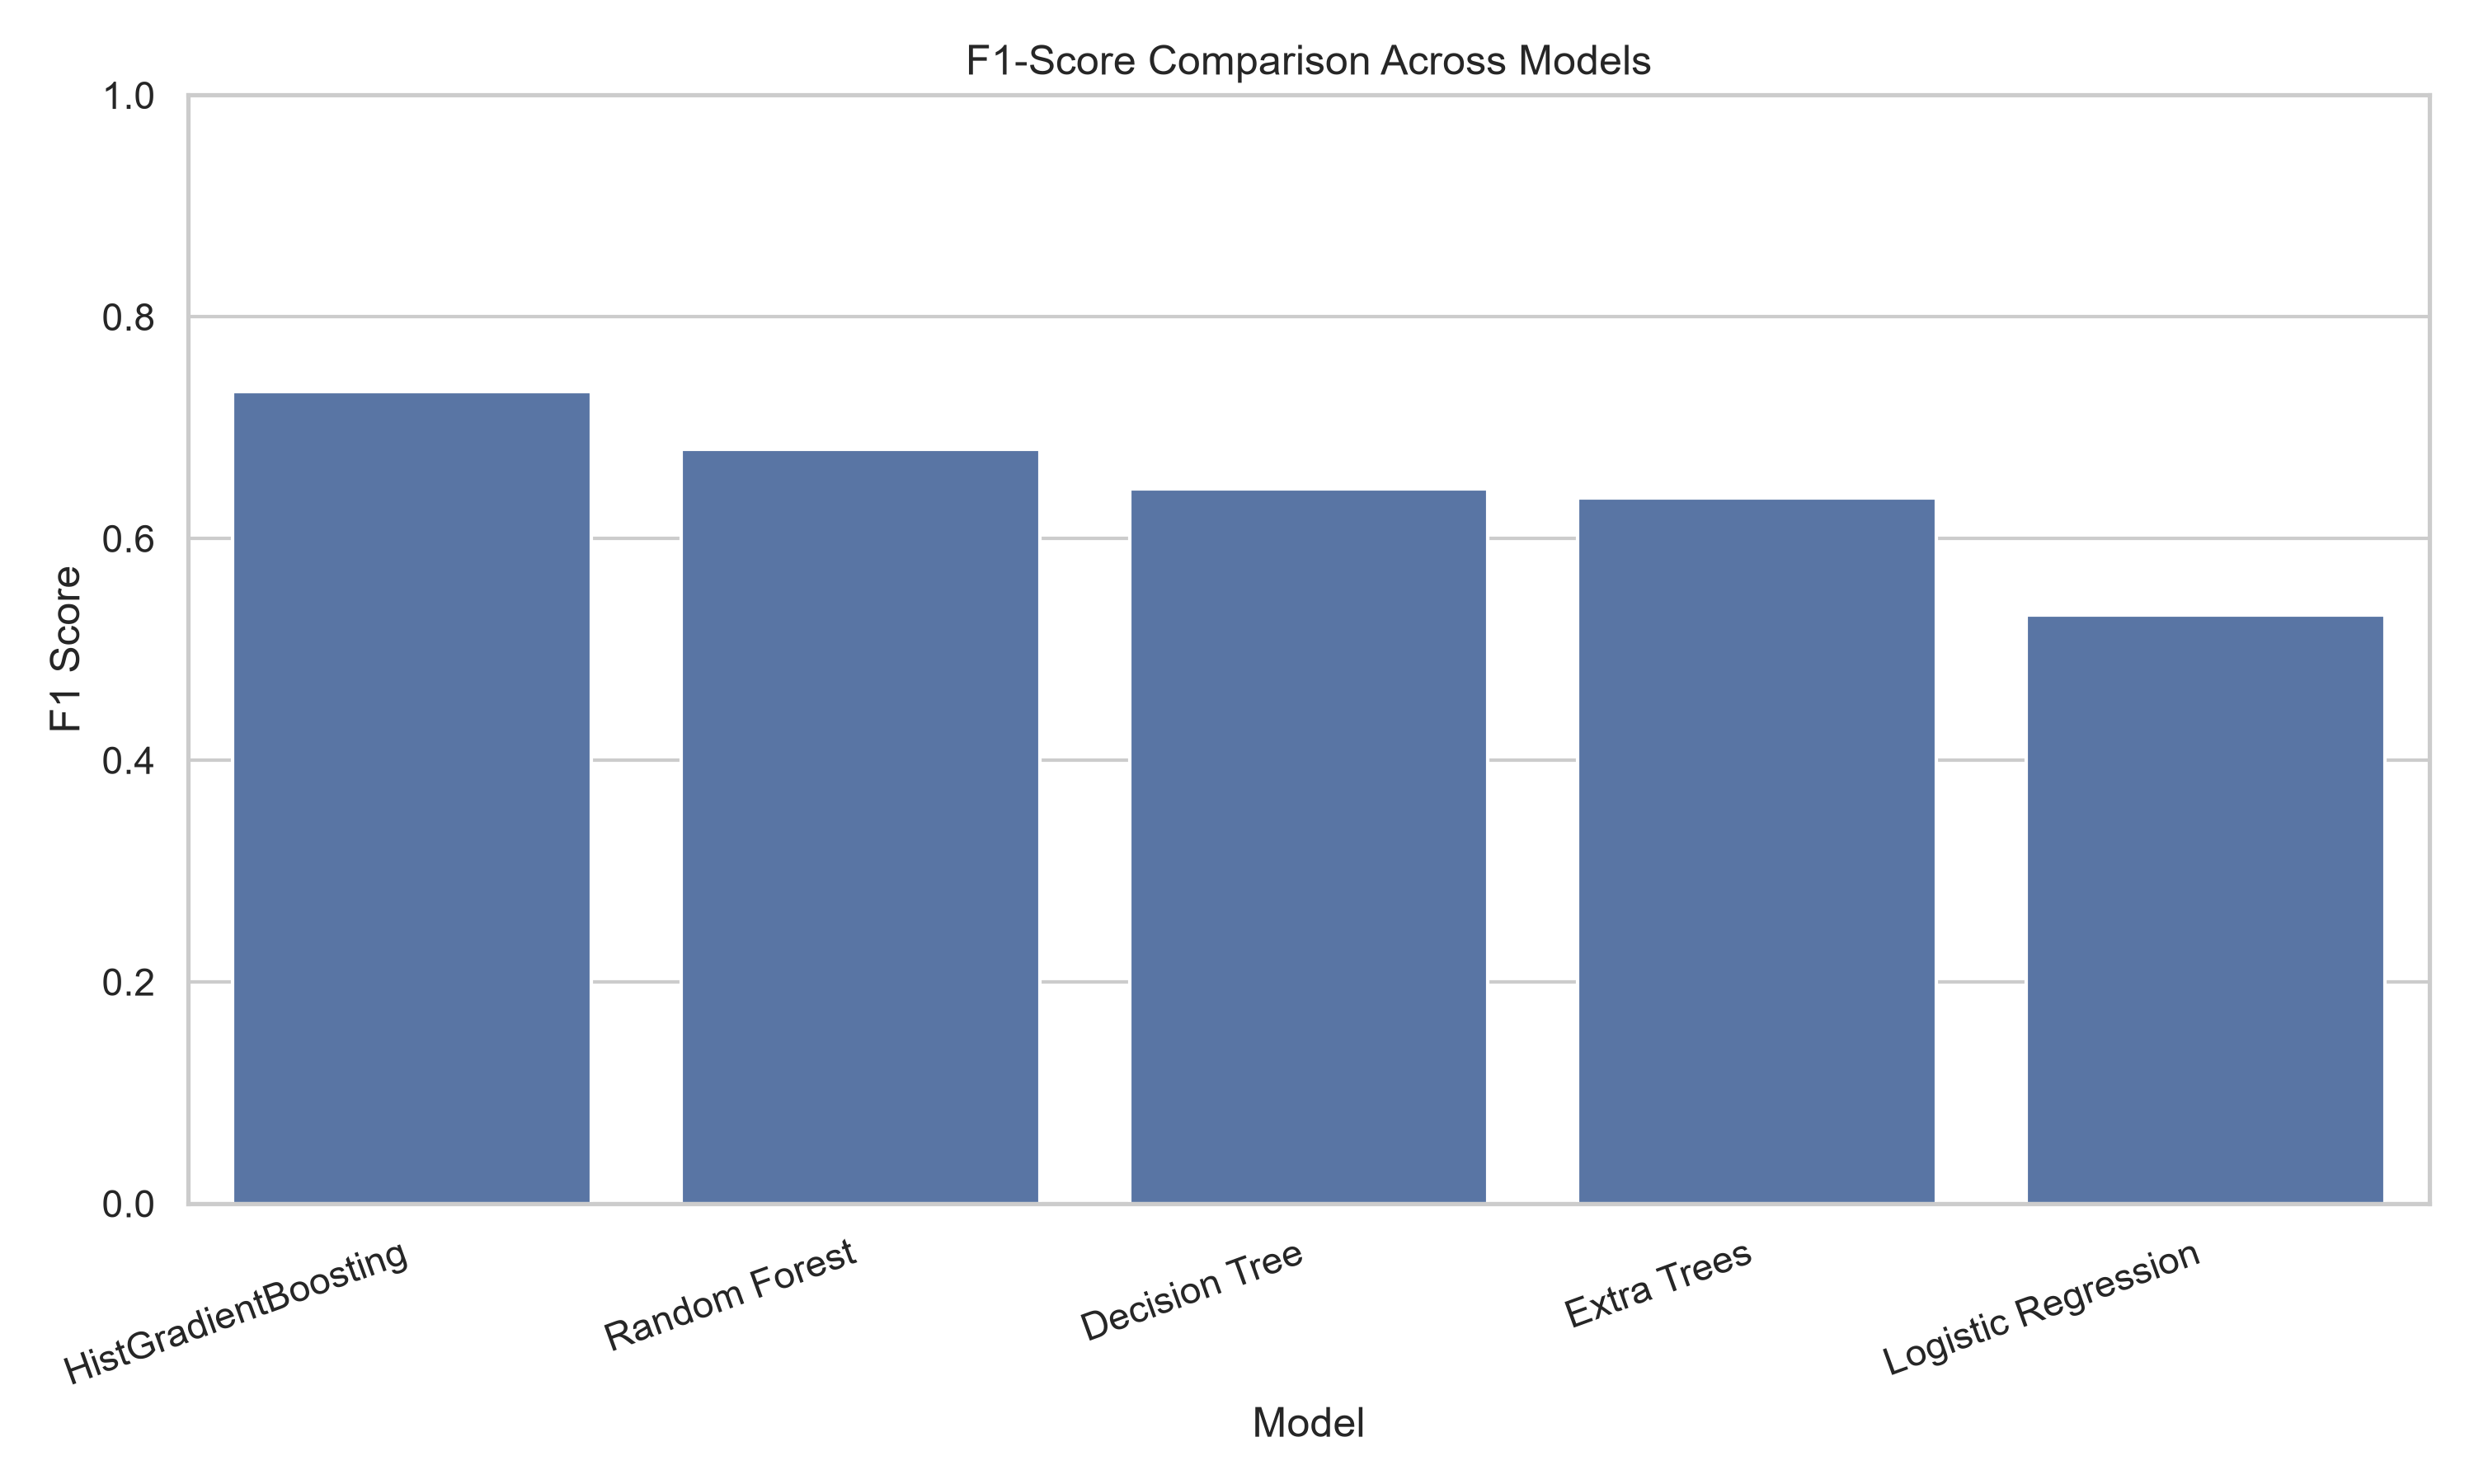 F1-Score Comparison Across Models
1.0
0.8
0.6
0.4
0.2
0.0
F1 Score
HistGradientBoosting
Random Forest
Decision Tree
Extra Trees
Logistic Regression
Model